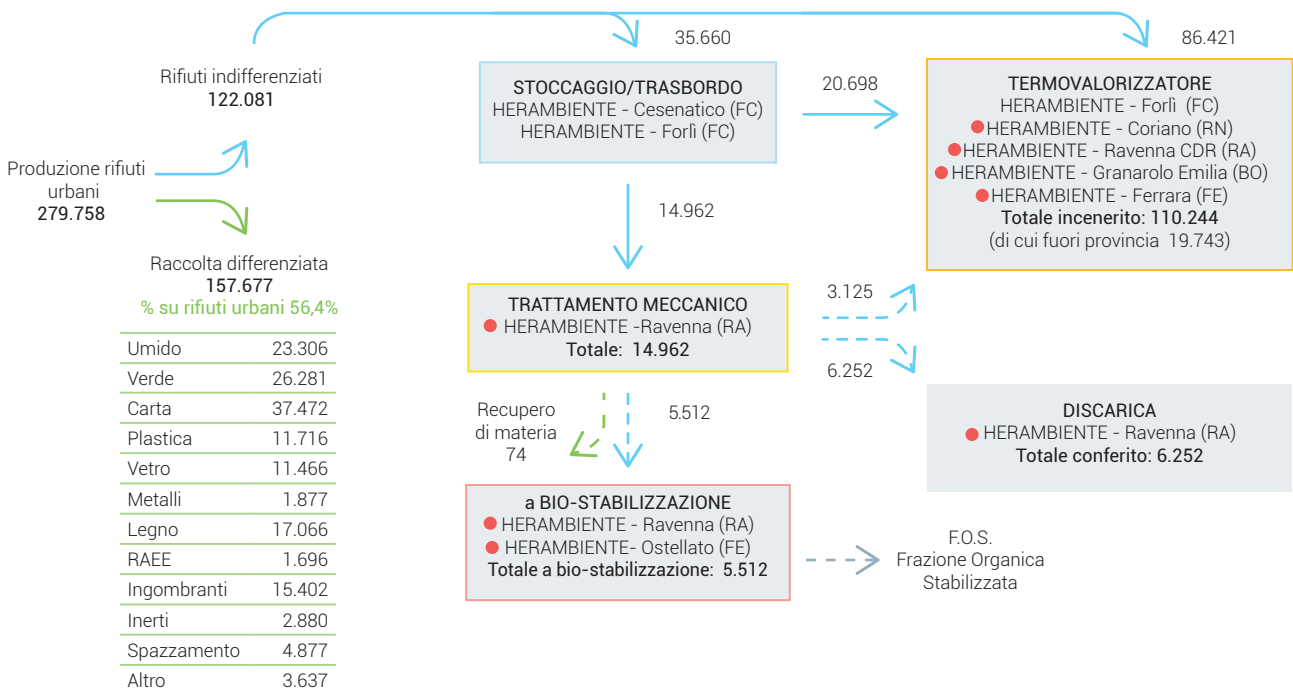 35.660
86.421
Rifiuti indifferenziati
122.081
Produzione rifiuti
urbani
279.758
Raccolta differenziata
157.677
% su rifiuti urbani 56,4%
Umido 23.306
Verde 26.281
Carta 37.472
Plastica 11.716
Vetro 11.466
Metalli 1.877
Legno 17.066
RAEE 1.696
Ingombranti 15.402
Inerti 2.880
Spazzamento 4.877
Altro 3.637
STOCCAGGIO/TRASBORDO
HERAMBIENTE - Cesenatico (FC)
HERAMBIENTE - Forlì (FC)
20.698
14.962
TERMOVALORIZZATORE
HERAMBIENTE - Forlì (FC)
HERAMBIENTE - Coriano (RN)
HERAMBIENTE - Ravenna CDR (RA)
HERAMBIENTE - Granarolo Emilia (BO)
HERAMBIENTE - Ferrara (FE)
Totale incenerito: 110.244
(di cui fuori provincia 19.743)
TRATTAMENTO MECCANICO
HERAMBIENTE -Ravenna (RA)
Totale: 14.962
3.125
6.252
Recupero
di materia
74
5.512
DISCARICA
HERAMBIENTE - Ravenna (RA)
Totale conferito: 6.252
a BIO-STABILIZZAZIONE
HERAMBIENTE - Ravenna (RA)
HERAMBIENTE- Ostellato (FE)
Totale a bio-stabilizzazione: 5.512
F.O.S.
Frazione Organica
Stabilizzata